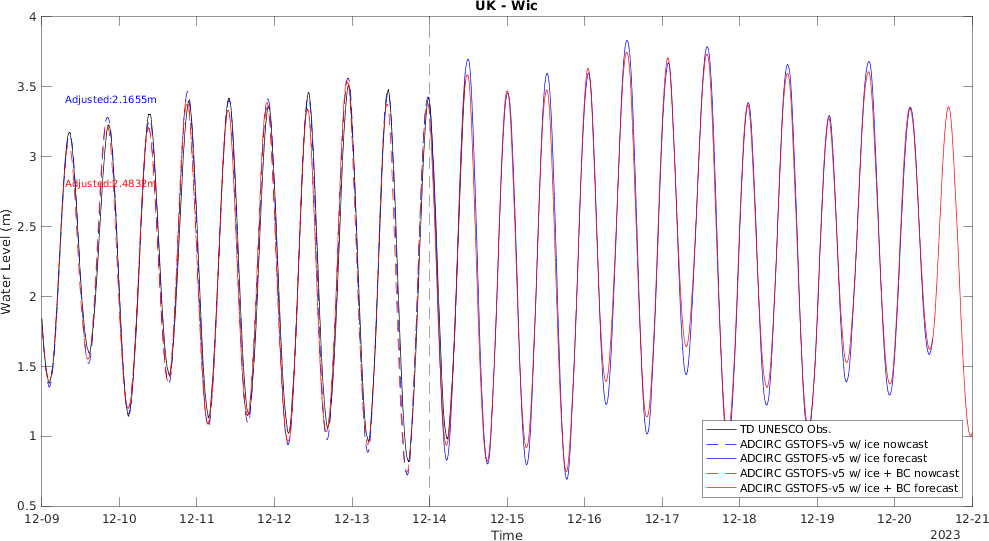 UK - Wic
4
3.5
3
2.5
2
1.5
1
0.5
Water Level (m)
Adjusted:2.1655m
Adjusted:2.4832m
TD UNESCO Obs.
ADCIRC GSTOFS-v5 w/ ice nowcast
ADCIRC GSTOFS-v5 w/ ice forecast
ADCIRC GSTOFS-v5 w/ ice + BC nowcast
ADCIRC GSTOFS-v5 w/ ice + BC forecast
12-09 12-10 12-11 12-12 12-13 12-14 12-15 12-16 12-17 12-18 12-19 12-20 12-21
Time
2023